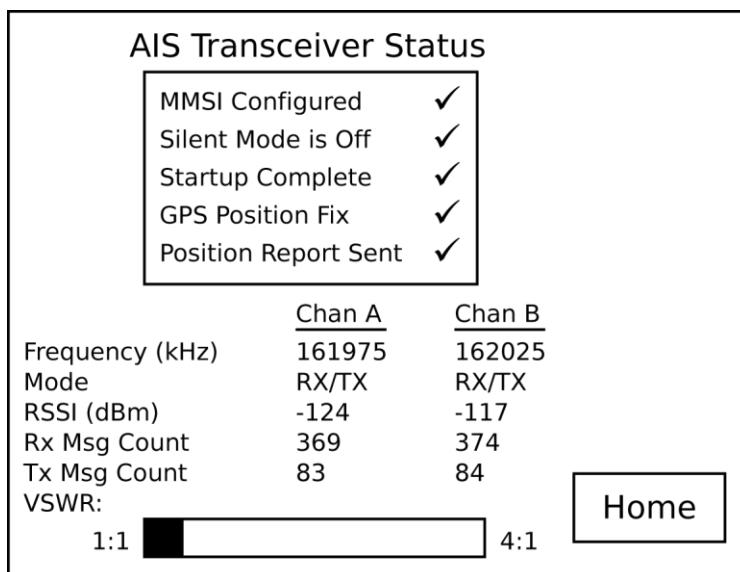 AIS Transceiver Status
MMSI Configured ✓
Silent Mode is Off ✓
Startup Complete ✓
GPS Position Fix ✓
Position Report Sent ✓
Chan A Chan B
Frequency (kHz) 161975 162025
Mode RX/TX RX/TX
RSSI (dBm) -124 -117
Rx Msg Count 369 374
Tx Msg Count 83 84
VSWR:
1:1 4:1
Home